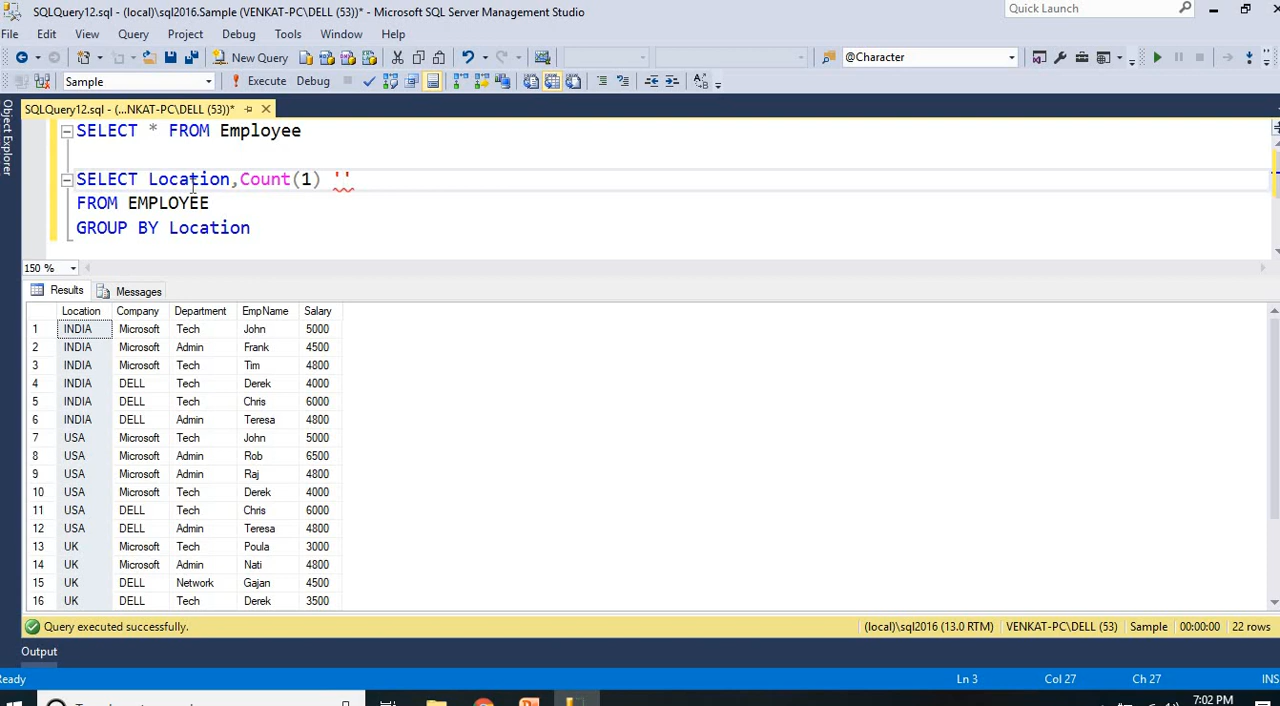 SQLQuery12.sql - (local)\sql2016.Sample (VENKAT-PC\DELL (53))* - Microsoft SQL Server Management Studio
Quick Launch
File Edit View Query Project Debug Tools Window Help
New Query @Character
Sample Execute Debug
SQLQuery12.sql - (...NKAT-PC\DELL (53))*
Object Explorer
SELECT * FROM Employee
SELECT Location,Count(1) ''
FROM EMPLOYEE
GROUP BY Location
150 %
Results Messages
Location Company Department EmpName Salary
1 INDIA Microsoft Tech John 5000
2 INDIA Microsoft Admin Frank 4500
3 INDIA Microsoft Tech Tim 4800
4 INDIA DELL Tech Derek 4000
5 INDIA DELL Tech Chris 6000
6 INDIA DELL Admin Teresa 4800
7 USA Microsoft Tech John 5000
8 USA Microsoft Admin Rob 6500
9 USA Microsoft Admin Raj 4800
10 USA Microsoft Tech Derek 4000
11 USA DELL Tech Chris 6000
12 USA DELL Admin Teresa 4800
13 UK Microsoft Tech Poula 3000
14 UK Microsoft Admin Nati 4800
15 UK DELL Network Gajan 4500
16 UK DELL Tech Derek 3500
Query executed successfully. (local)\sql2016 (13.0 RTM) VENKAT-PC\DELL (53) Sample 00:00:00 22 rows
Output
Ready Ln 3 Col 27 Ch 27 INS
7:02 PM